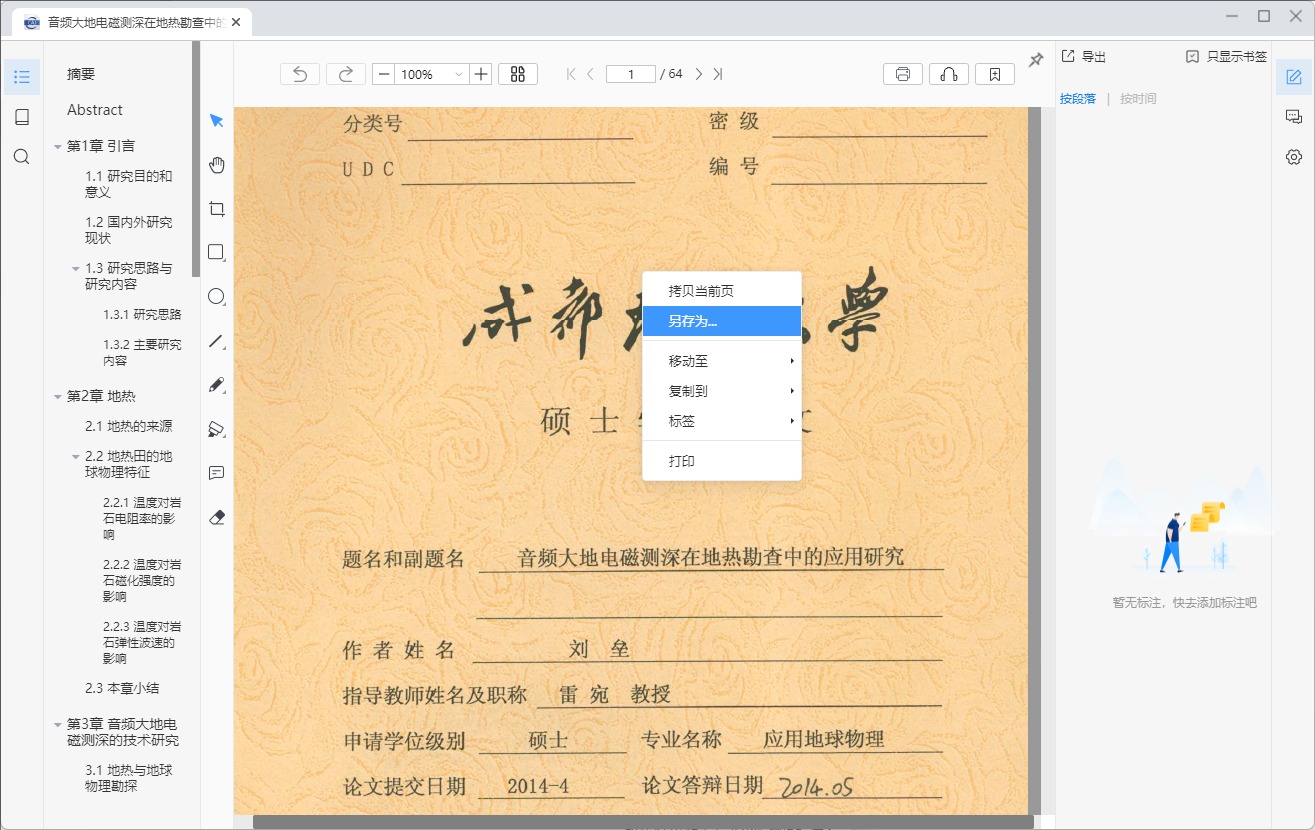 音频大地电磁测深在地热勘查中的
摘要
Abstract
第1章 引言
1.1 研究目的和
意义
1.2 国内外研究
现状
1.3 研究思路与
研究内容
1.3.1 研究思路
1.3.2 主要研究
内容
第2章 地热
2.1 地热的来源
2.2 地热田的地
球物理特征
2.2.1 温度对岩
石电阻率的影
响
2.2.2 温度对岩
石磁化强度的
影响
2.2.3 温度对岩
石弹性波速的
影响
2.3 本章小结
第3章 音频大地电
磁测深的技术研究
3.1 地热与地球
物理勘探
100%
1 / 64
分类号 密 级
U D C 编 号
成都 學
硕 士
拷贝当前页
另存为...
移动至
复制到
标签
打印
题名和副题名 音频大地电磁测深在地热勘查中的应用研究
作 者 姓 名 刘 垒
指导教师姓名及职称 雷 宛 教授
申请学位级别 硕士 专业名称 应用地球物理
论文提交日期 2014-4 论文答辩日期 2014.05
导出 只显示书签
按段落 | 按时间
暂无标注，快去添加标注吧